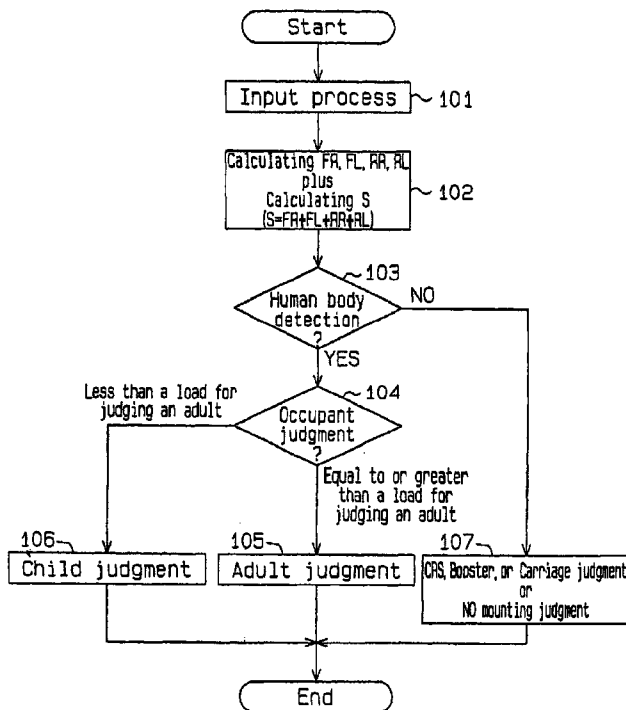 Start
Input process
101
Calculating FR, FL, RR, RL
plus
Calculating S
(S=FR+FL+RR+RL)
102
103
Human body
detection
?
NO
YES
Less than a load for
judging an adult
104
Occupant
judgment
?
Equal to or greater
than a load for
judging an adult
106
Child judgment
105
Adult judgment
107
CRS, Booster, or Carriage judgment
or
NO mounting judgment
End